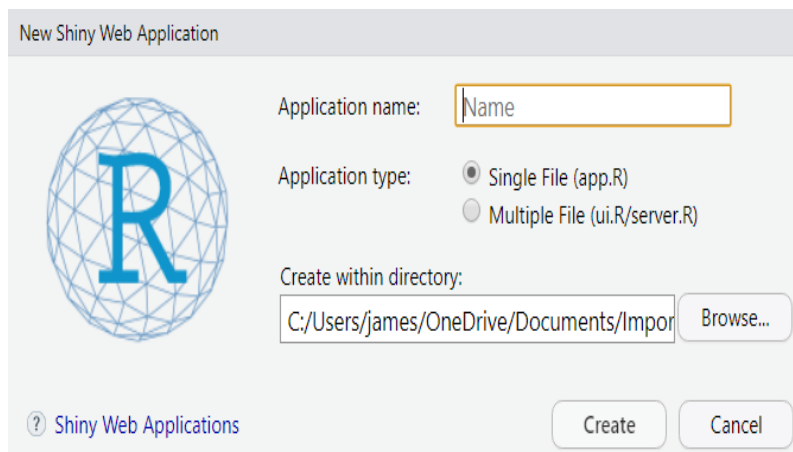 New Shiny Web Application
R
Application name: Name
Application type: Single File (app.R)
Multiple File (ui.R/server.R)
Create within directory:
C:/Users/james/OneDrive/Documents/Impor Browse...
? Shiny Web Applications Create Cancel